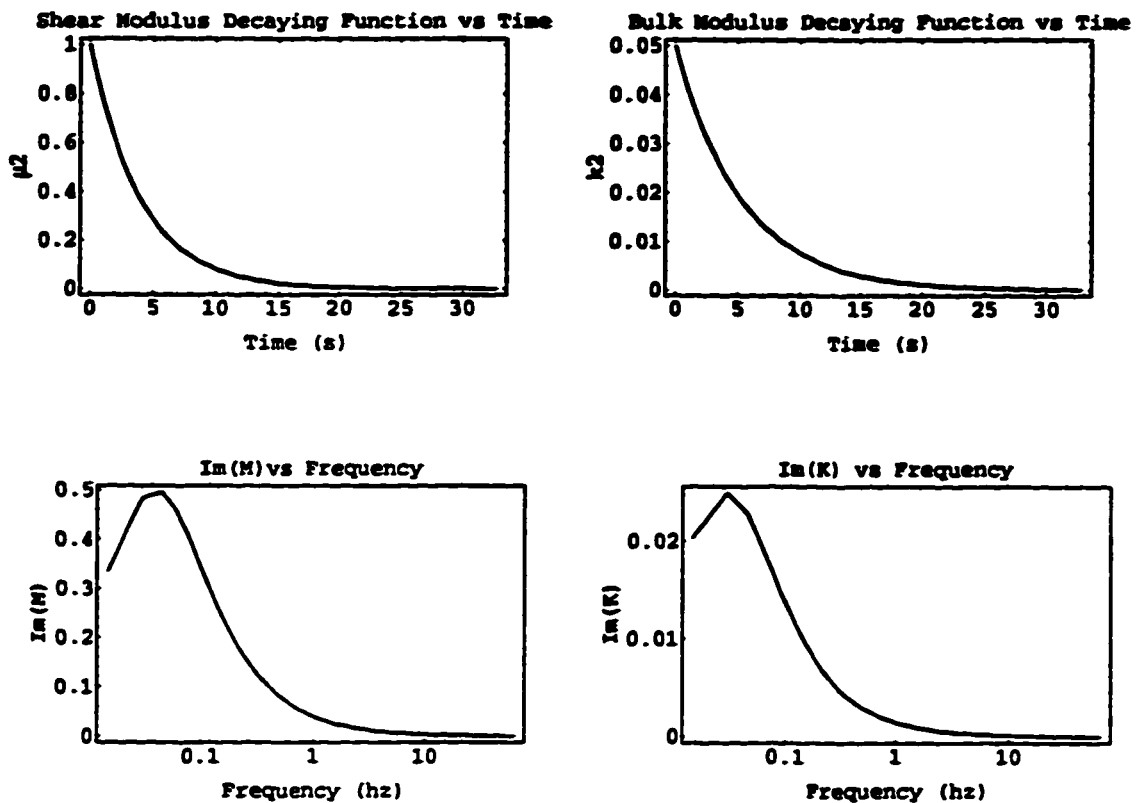 Shear Modulus Decaying Function vs Time
1
0.8
0.6
0.4
0.2
0
μ2
0 5 10 15 20 25 30
Time (s)
Bulk Modulus Decaying Function vs Time
0.05
0.04
0.03
0.02
0.01
0
k2
0 5 10 15 20 25 30
Time (s)
Im(M)vs Frequency
0.5
0.4
0.3
0.2
0.1
0
Im(M)
0.1 1 10
Frequency (hz)
Im(K) vs Frequency
0.02
0.01
0
Im(K)
0.1 1 10
Frequency (hz)